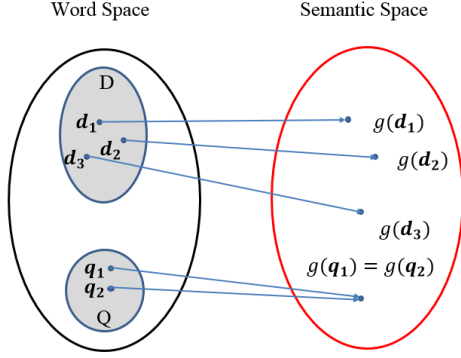 Word Space
Semantic Space
D
d₁
d₂
d₃
g(d₁)
g(d₂)
g(d₃)
g(q₁) = g(q₂)
q₁
q₂
Q